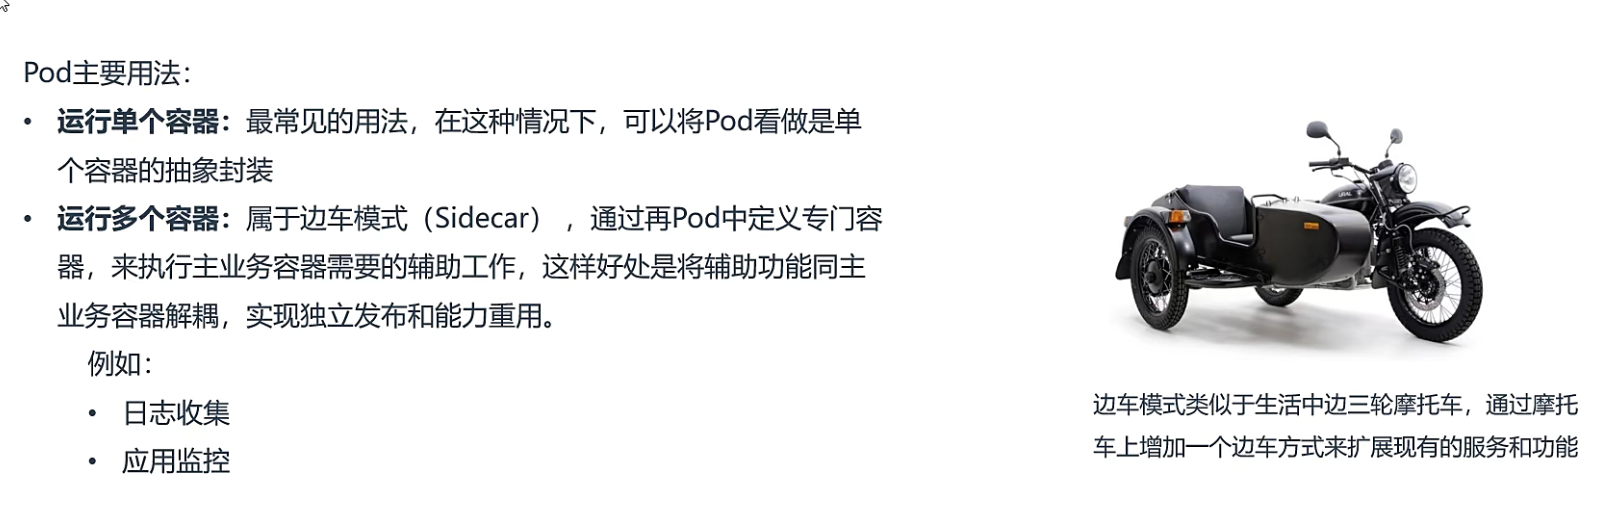 Pod主要用法：
• 运行单个容器：最常见的用法，在这种情况下，可以将Pod看做是单
个容器的抽象封装
• 运行多个容器：属于边车模式（Sidecar） ，通过再Pod中定义专门容
器，来执行主业务容器需要的辅助工作，这样好处是将辅助功能同主
业务容器解耦，实现独立发布和能力重用。
例如：
• 日志收集
• 应用监控
URAL
边车模式类似于生活中边三轮摩托车，通过摩托
车上增加一个边车方式来扩展现有的服务和功能